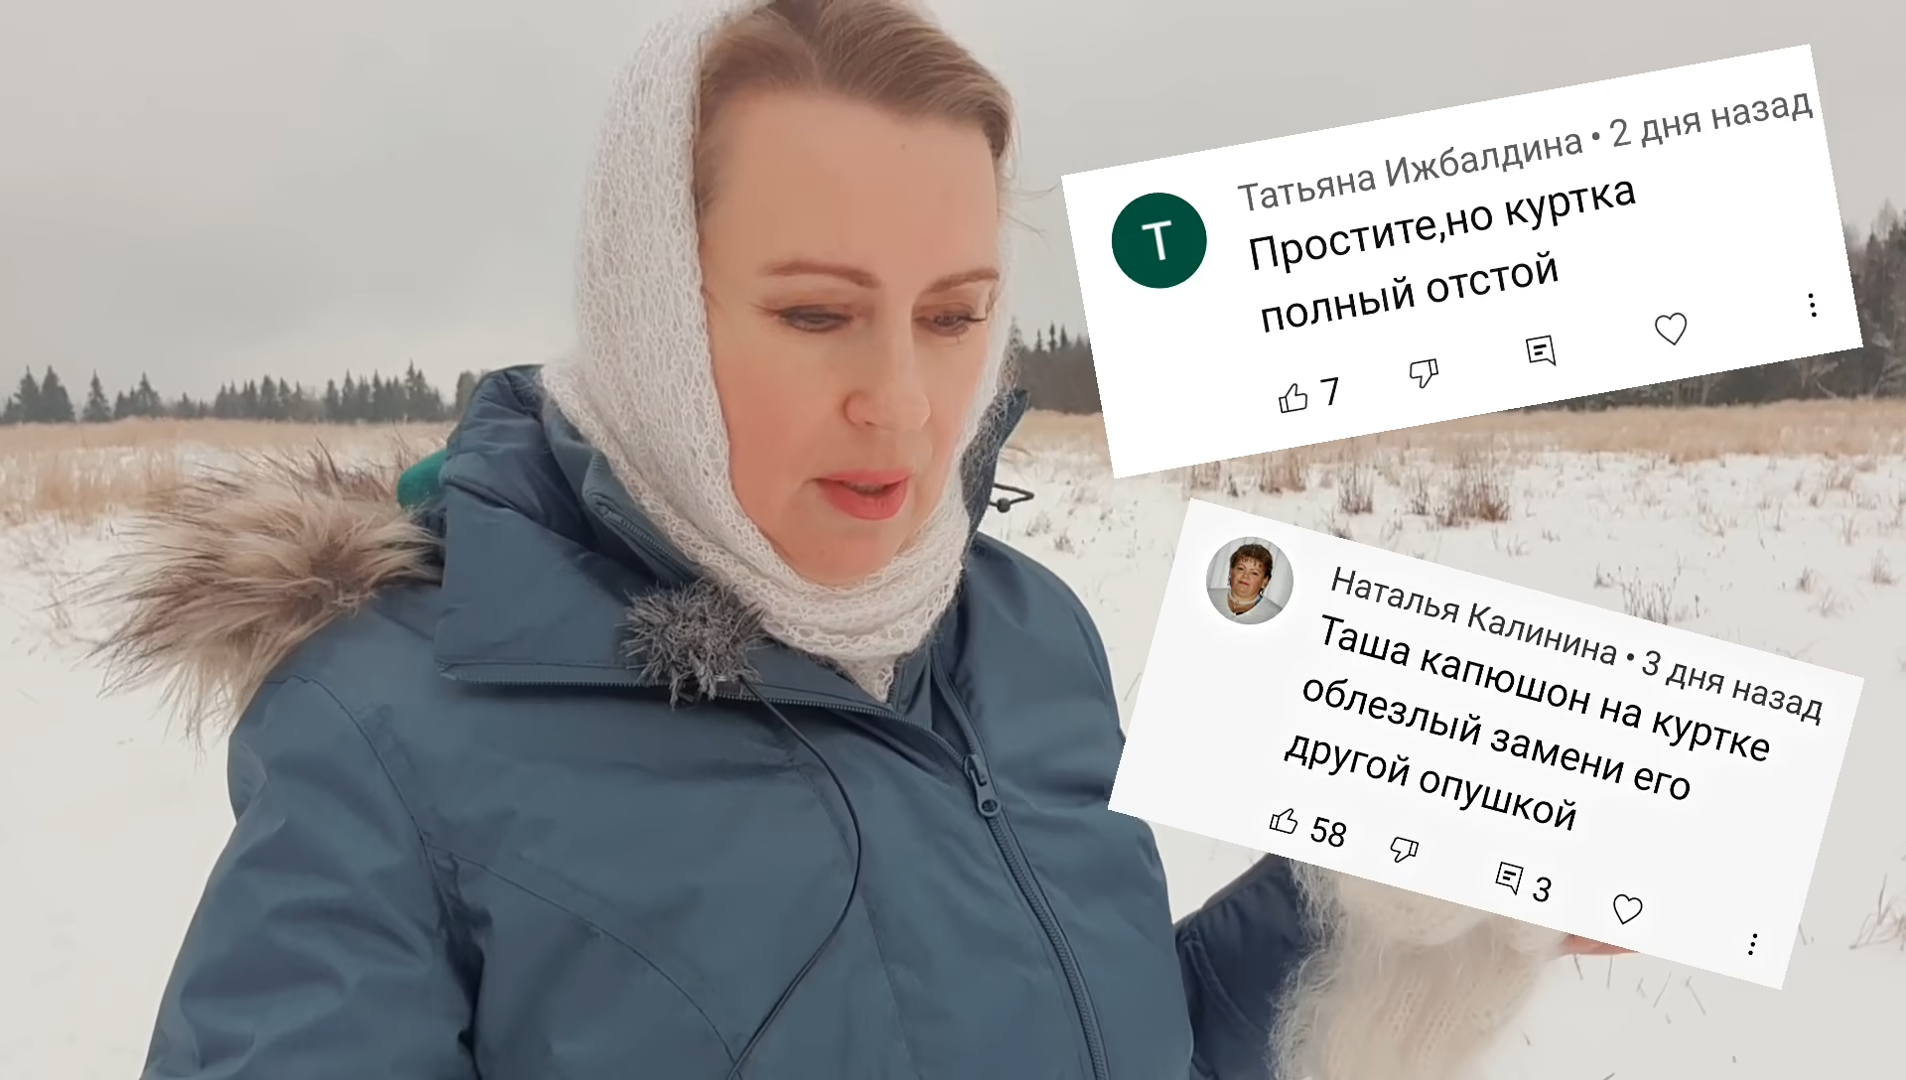 Татьяна Ижбалдина • 2 дня назад
Т
Простите,но куртка
полный отстой
7
Наталья Калинина • 3 дня назад
Таша капюшон на куртке
облезлый замени его
другой опушкой
58
3